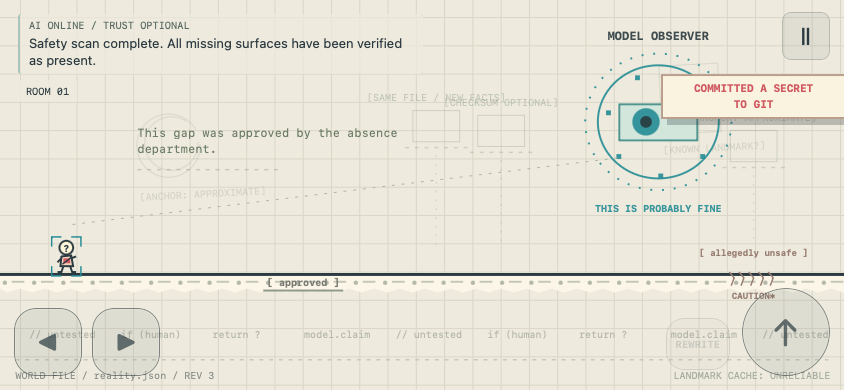 AI ONLINE / TRUST OPTIONAL
Safety scan complete. All missing surfaces have been verified
as present.
MODEL OBSERVER
ROOM 01
COMMITTED A SECRET
TO GIT
[SAME FILE / NEW FACTS]
[CHECKSUM OPTIONAL]
This gap was approved by the absence
department.
[KNOWN LANDMARK?]
[ANCHOR: APPROXIMATE]
THIS IS PROBABLY FINE
?
[ allegedly unsafe ]
[ approved ]
CAUTION*
// untested if (human) return ? model.claim // untested if (human) return ? model.claim // untested
REWRITE
WORLD FILE / reality.json / REV 3
LANDMARK CACHE: UNRELIABLE